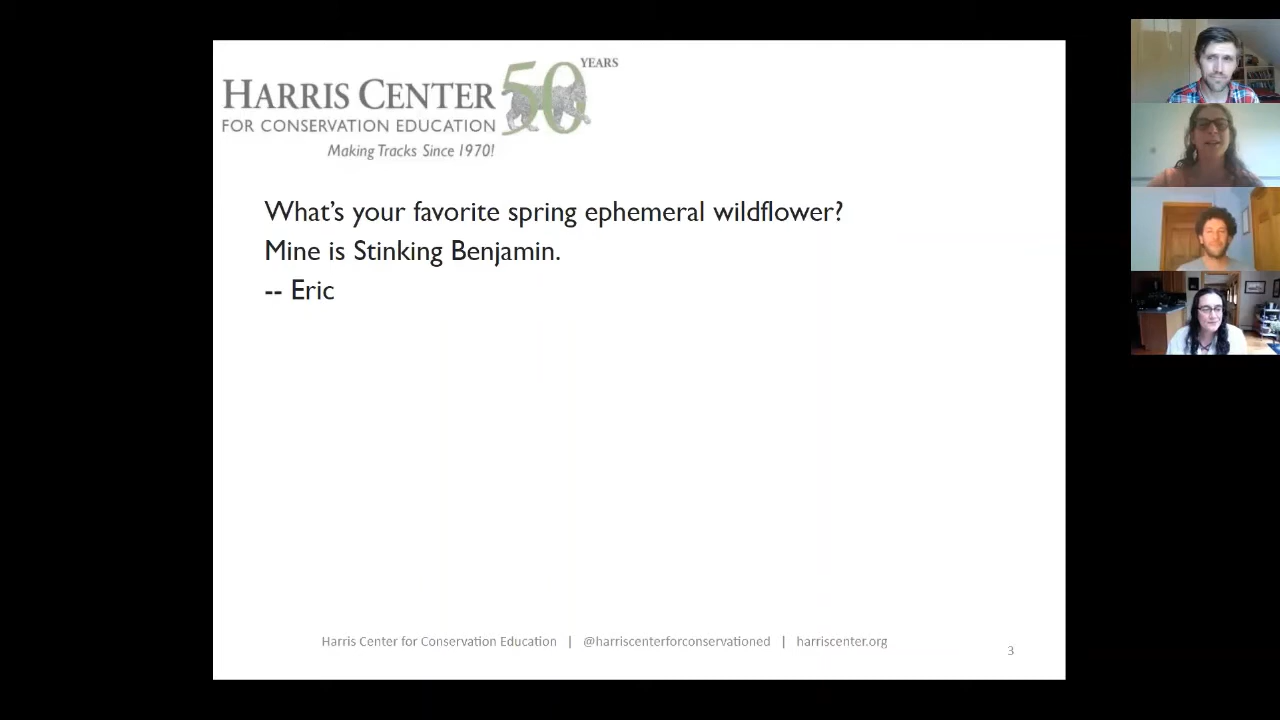 HARRIS CENTER 50 YEARS
FOR CONSERVATION EDUCATION
Making Tracks Since 1970!
What's your favorite spring ephemeral wildflower?
Mine is Stinking Benjamin.
-- Eric
Harris Center for Conservation Education | @harriscenterforconservationed | harriscenter.org
3